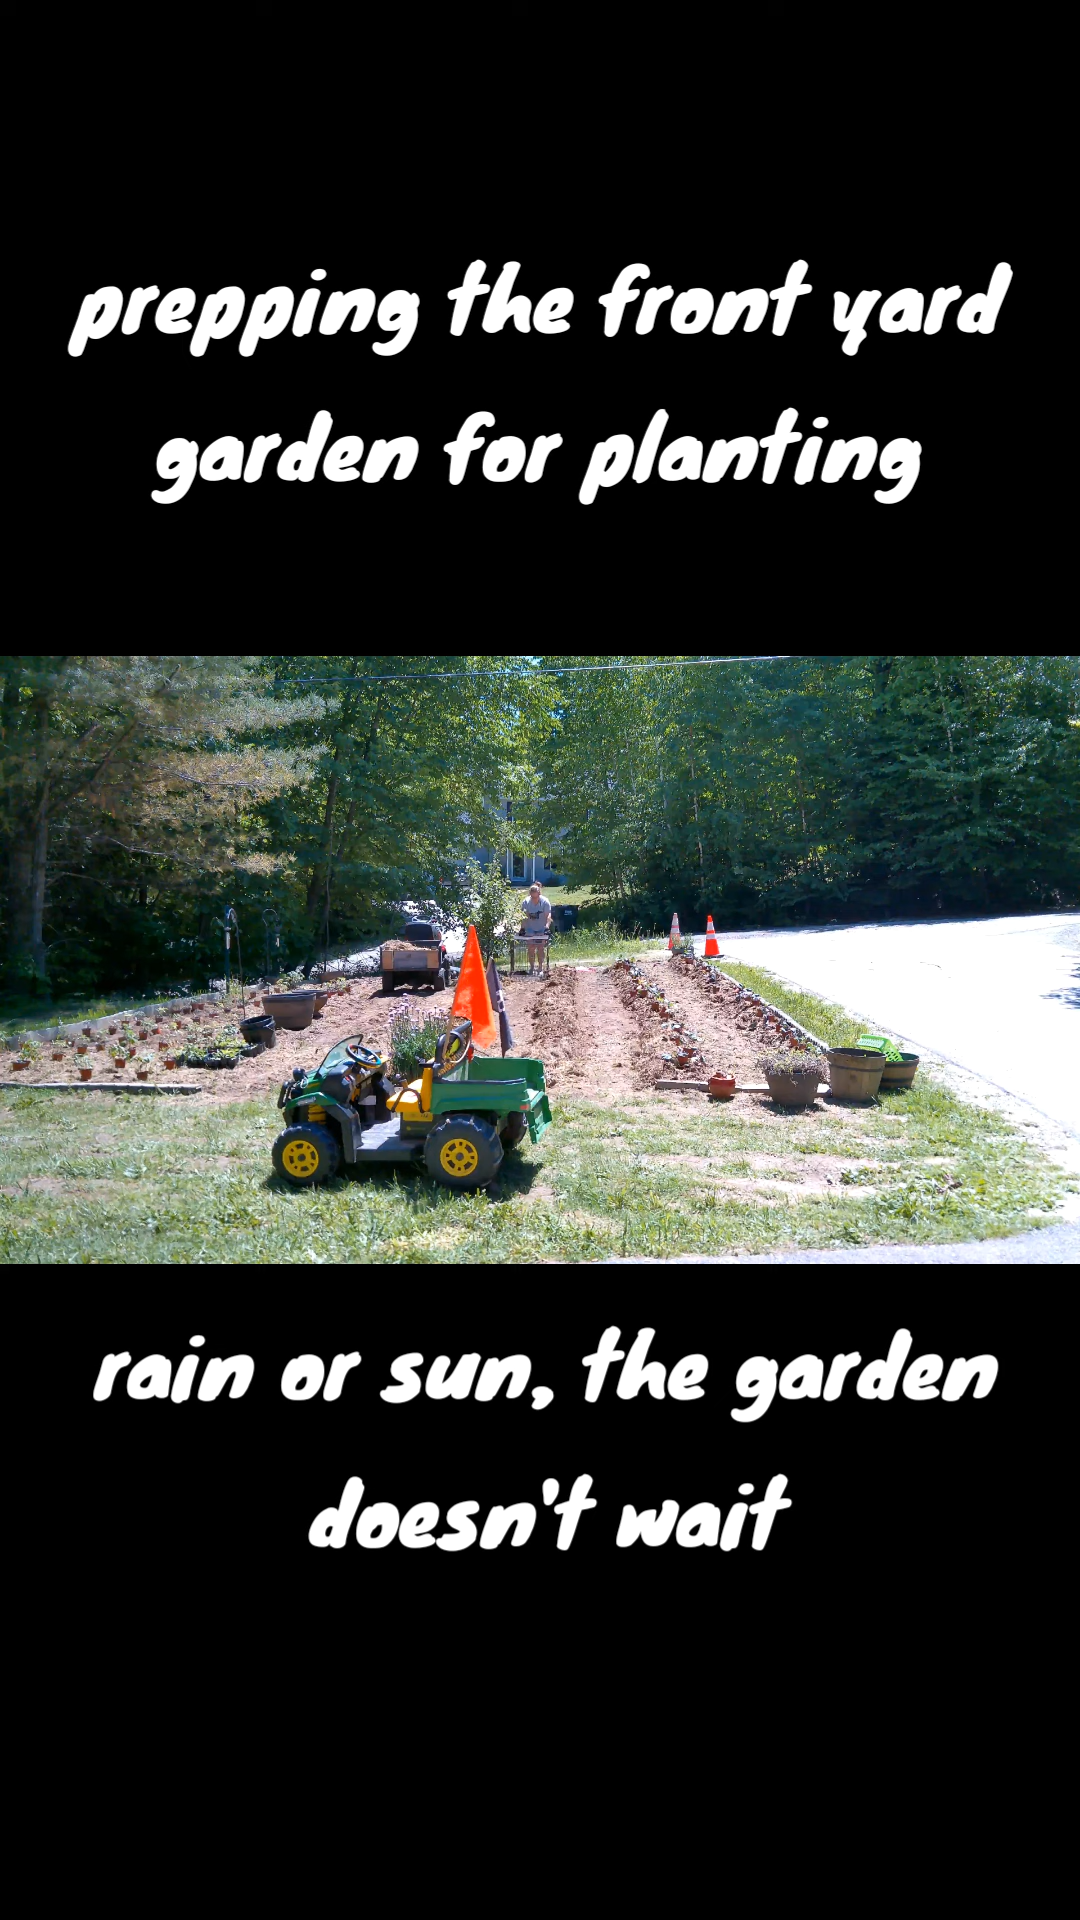 prepping the front yard
garden for planting
rain or sun, the garden
doesn't wait